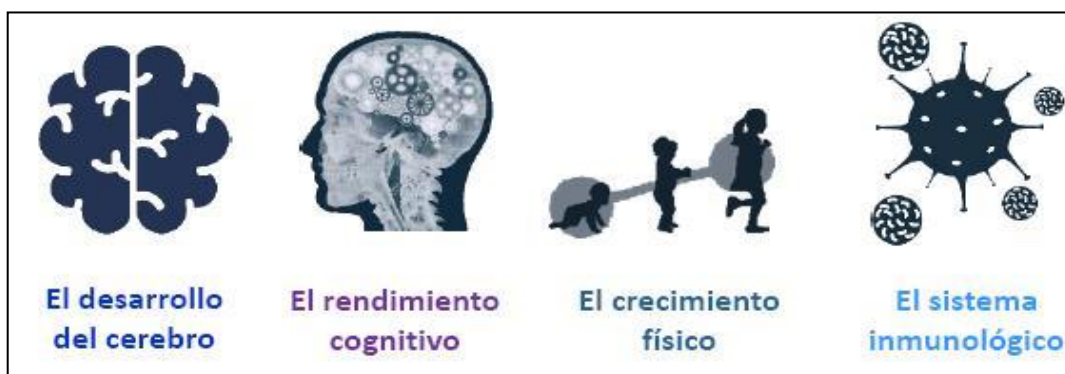 El desarrollo
del cerebro
El rendimiento
cognitivo
El crecimiento
físico
El sistema
inmunológico